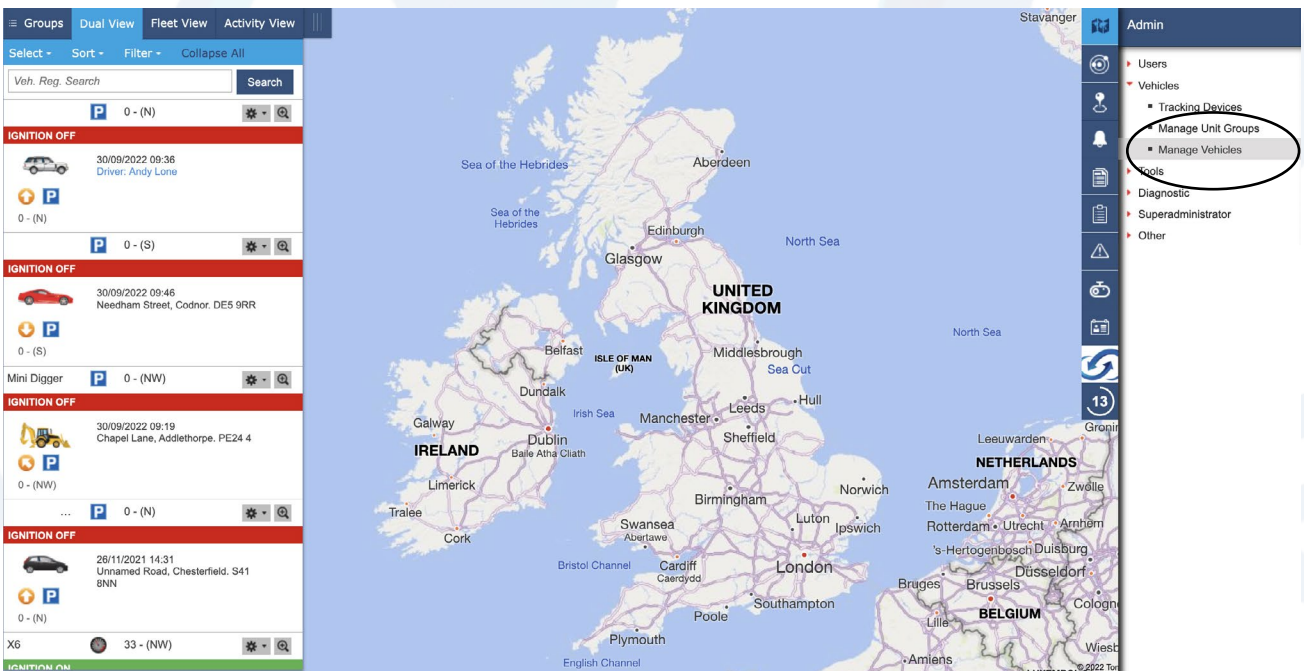 Groups Dual View Fleet View Activity View
Select Sort Filter Collapse All
Veh. Reg. Search Search
P 0 - (N)
IGNITION OFF
30/09/2022 09:36
Driver: Andy Lone
P
0 - (N)
P 0 - (S)
IGNITION OFF
30/09/2022 09:46
Needham Street, Codnor. DE5 9RR
P
0 - (S)
Mini Digger P 0 - (NW)
IGNITION OFF
30/09/2022 09:19
Chapel Lane, Addlethorpe. PE24 4
P
0 - (NW)
... P 0 - (N)
IGNITION OFF
26/11/2021 14:31
Unnamed Road, Chesterfield. S41
8NN
P
0 - (N)
X6 33 - (NW)
IGNITION ON
Stavanger
Sea of the Hebrides
Aberdeen
Sea of the
Hebrides
Edinburgh
North Sea
Glasgow
UNITED
KINGDOM
North Sea
Belfast
ISLE OF MAN
(UK)
Middlesbrough
Sea Cut
Dundalk
Irish Sea
Leeds
Hull
Galway
Manchester
Dublin
Baile Atha Cliath
Sheffield
IRELAND
Limerick
Norwich
Birmingham
Tralee
Cork
Swansea
Abertawe
Luton
Ipswich
Bristol Channel
Cardiff
Caerdydd
London
Southampton
Poole
Plymouth
English Channel
Gronin
Leeuwarden
NETHERLANDS
Amsterdam
Zwolle
The Hague
Rotterdam
Utrecht
Arnhem
's-Hertogenbosch
Duisburg
Düsseldorf
Bruges
Brussels
Cologn
BELGIUM
Lille
Wiesb
Amiens
© 2022 Tom
13
Admin
Users
Vehicles
Tracking Devices
Manage Unit Groups
Manage Vehicles
Tools
Diagnostic
Superadministrator
Other